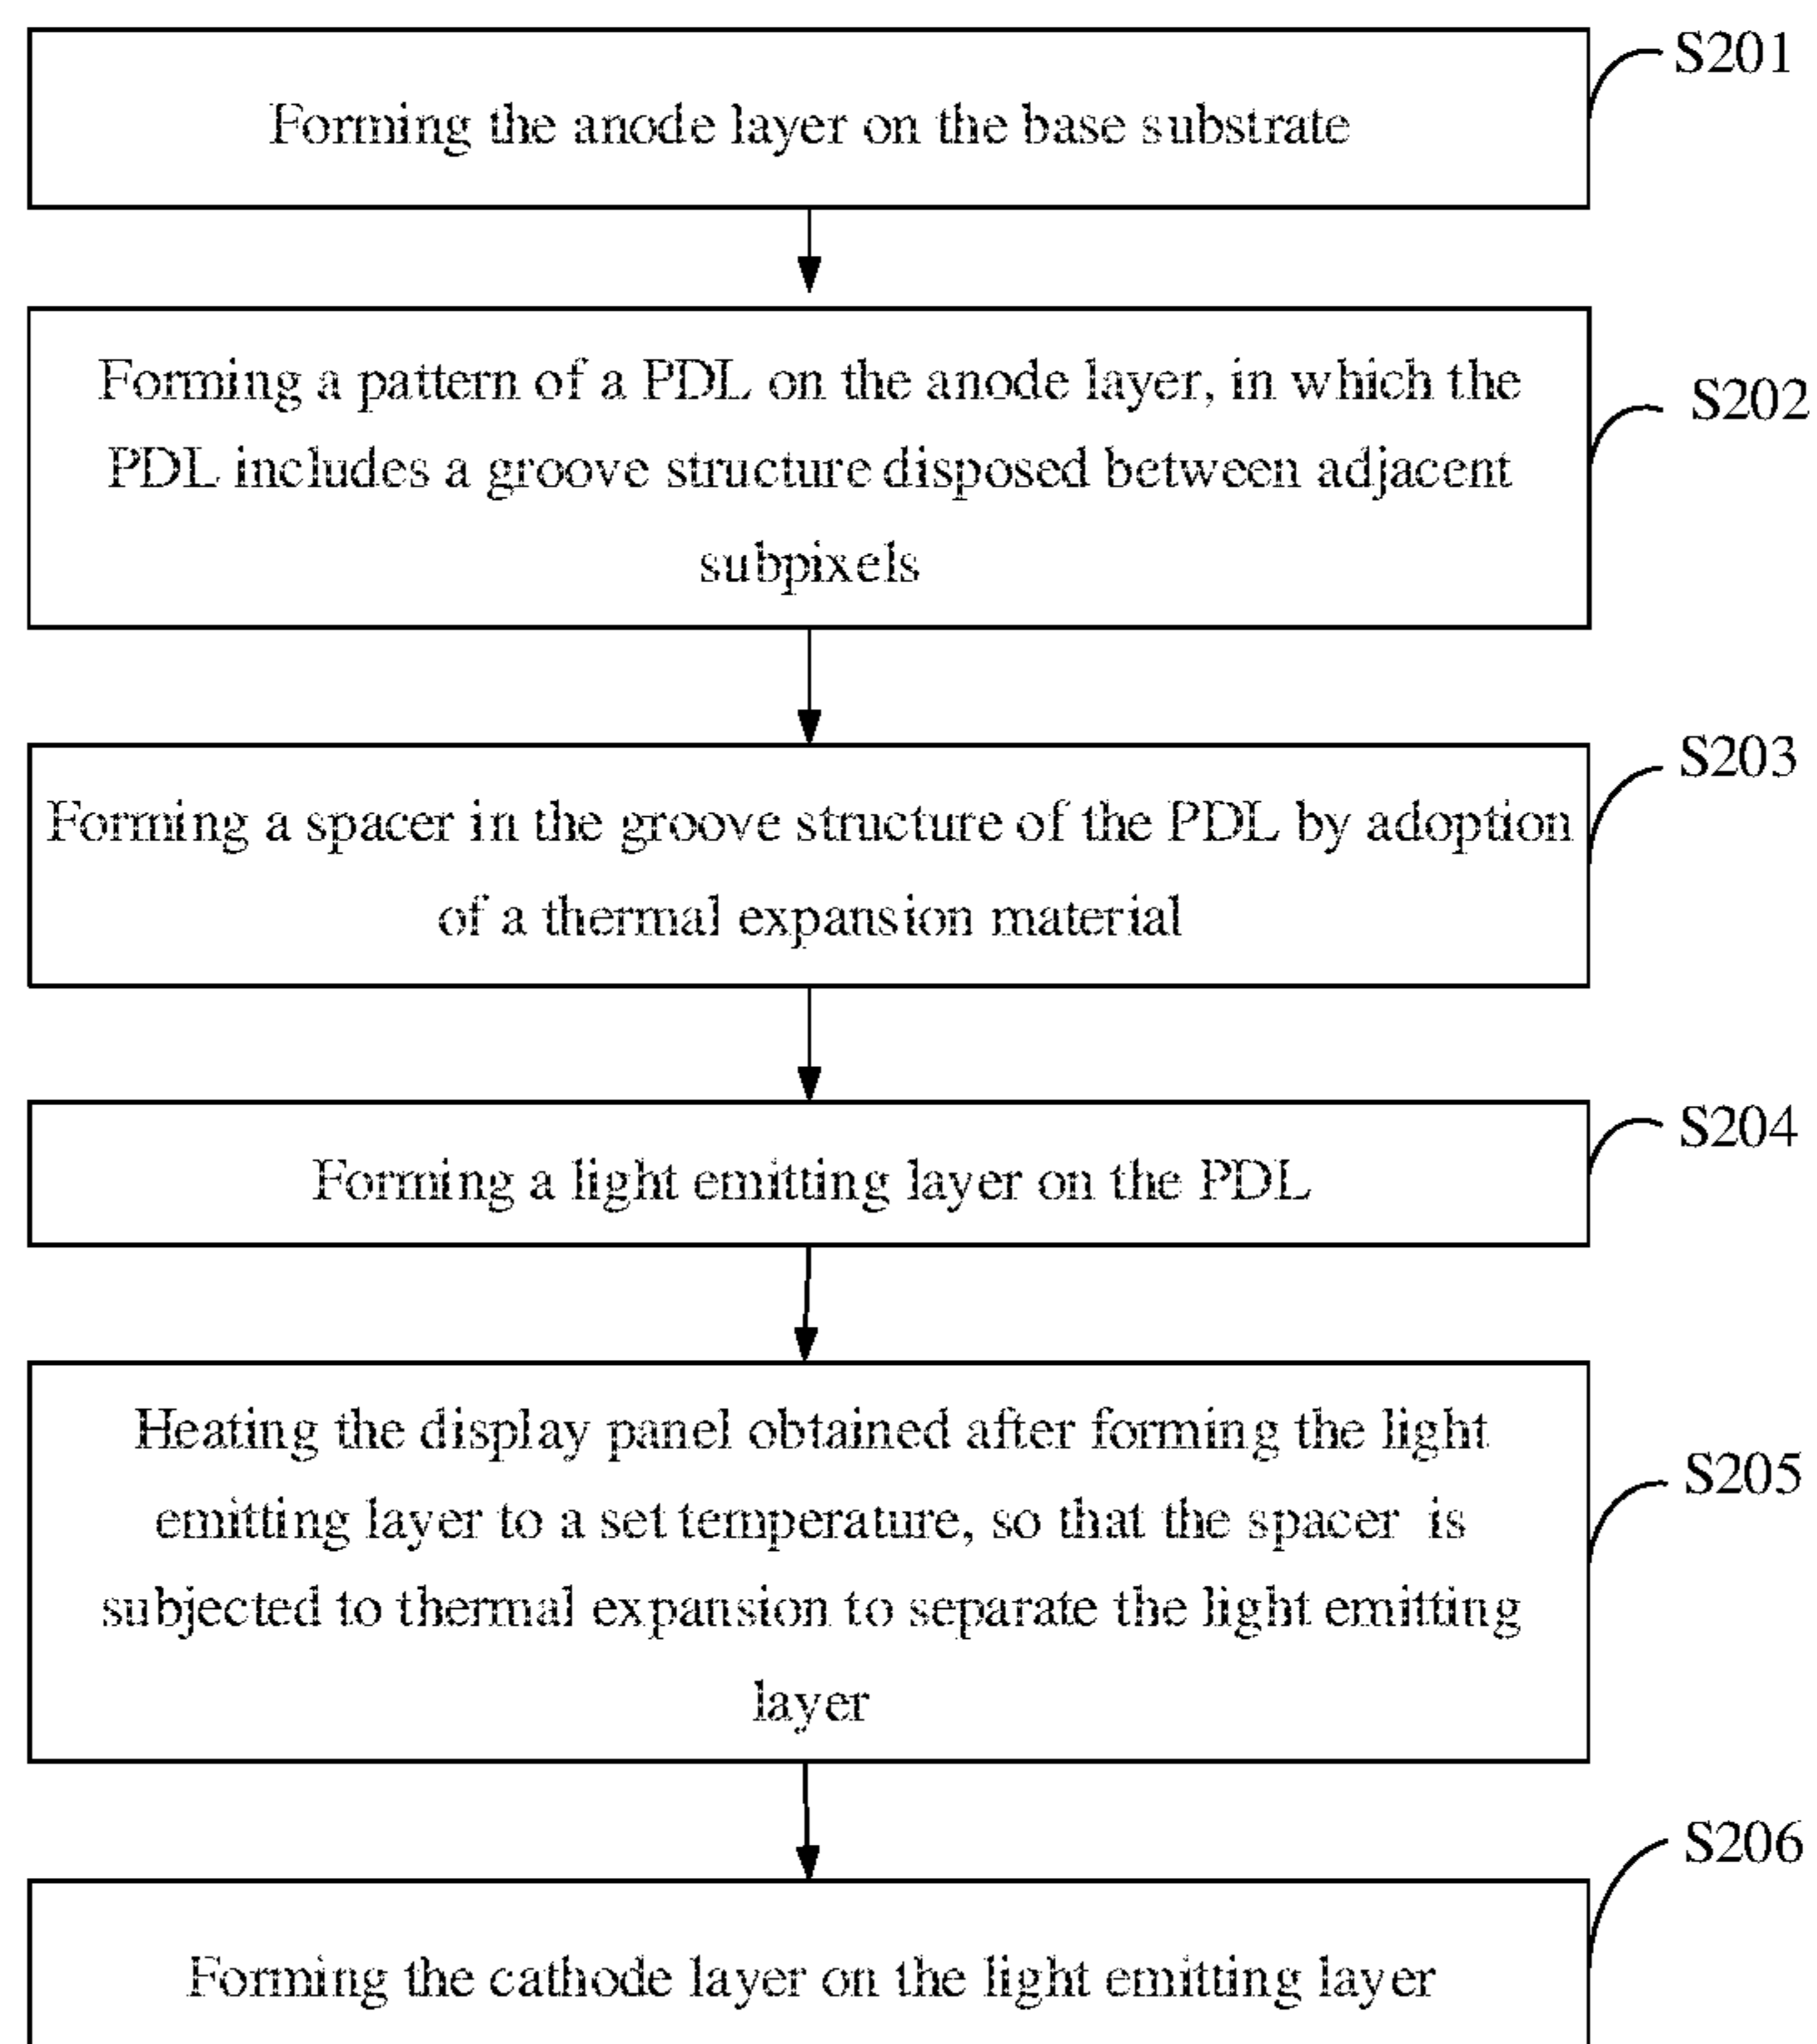 S201
Forming the anode layer on the base substrate
Forming a pattern of a PDL on the anode layer, in which the
S202
PDL includes a groove structure disposed between adjacent
subpixels
S203
Forming a spacer in the groove structure of the PDL by adoption
of a thermal expansion material
S204
Forming a light emitting layer on the PDL
Heating the display panel obtained after forming the light
S205
emitting layer to a set temperature, so that the spacer is
subjected to thermal expansion to separate the light emitting
layer
S206
Forming the cathode layer on the light emitting layer